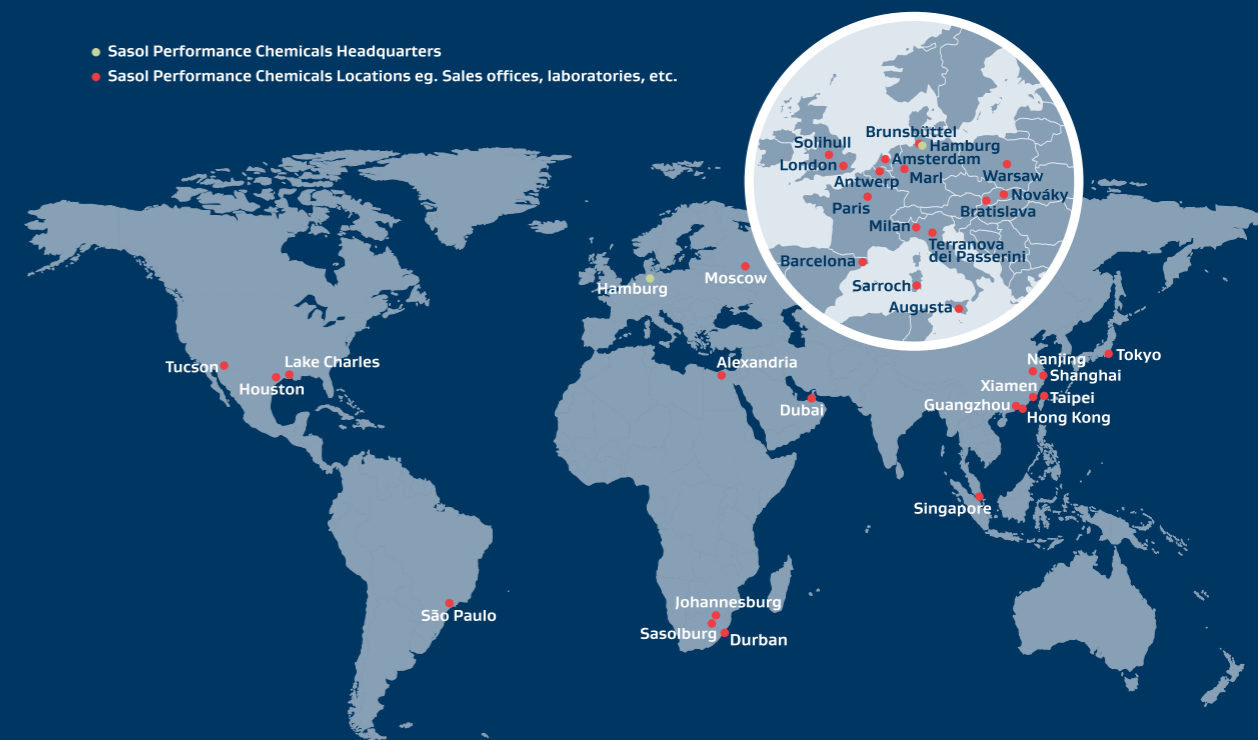 Sasol Performance Chemicals Headquarters
Sasol Performance Chemicals Locations eg. Sales offices, laboratories, etc.
Brunsbüttel
Solihull
Hamburg
London
Amsterdam
Antwerp
Marl
Warsaw
Paris
Nováky
Bratislava
Milan
Terranova
dei Passerini
Barcelona
Sarroch
Augusta
Hamburg
Moscow
Tucson
Lake Charles
Houston
Alexandria
Dubai
Nanjing
Tokyo
Shanghai
Xiamen
Taipei
Guangzhou
Hong Kong
Singapore
São Paulo
Johannesburg
Sasolburg
Durban